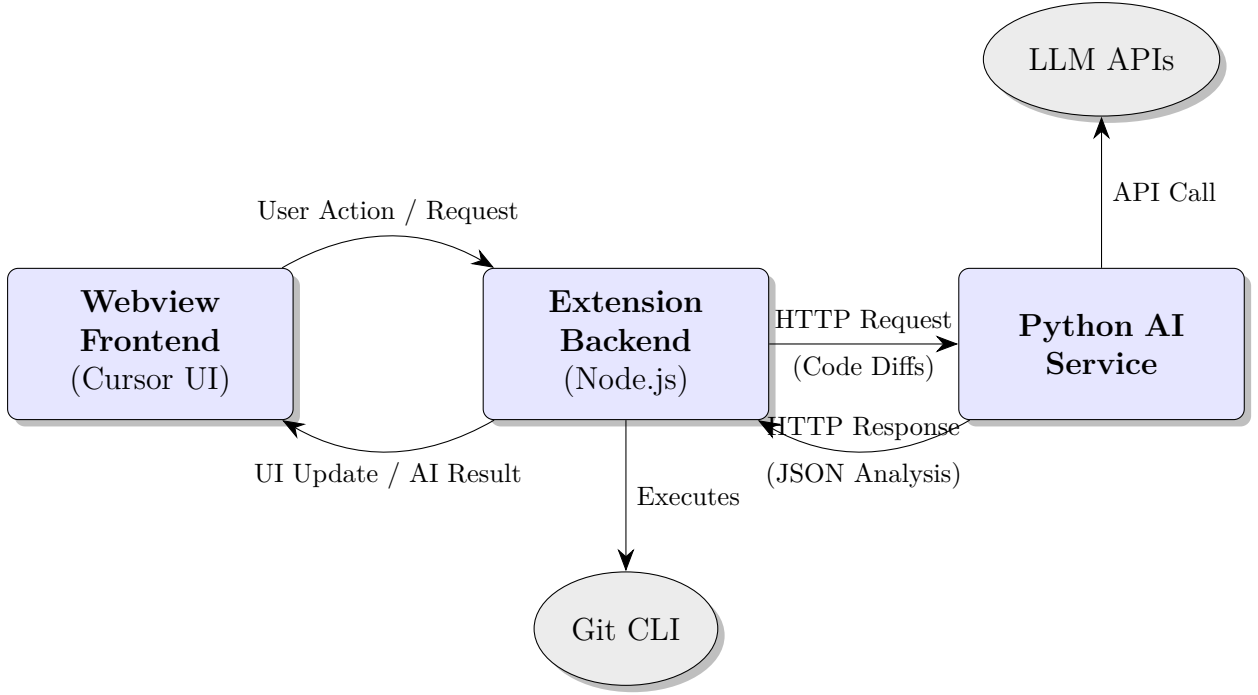 LLM APIs
API Call
User Action / Request
Webview
Frontend
(Cursor UI)
Extension
Backend
(Node.js)
HTTP Request
(Code Diffs)
Python AI
Service
HTTP Response
(JSON Analysis)
UI Update / AI Result
Executes
Git CLI